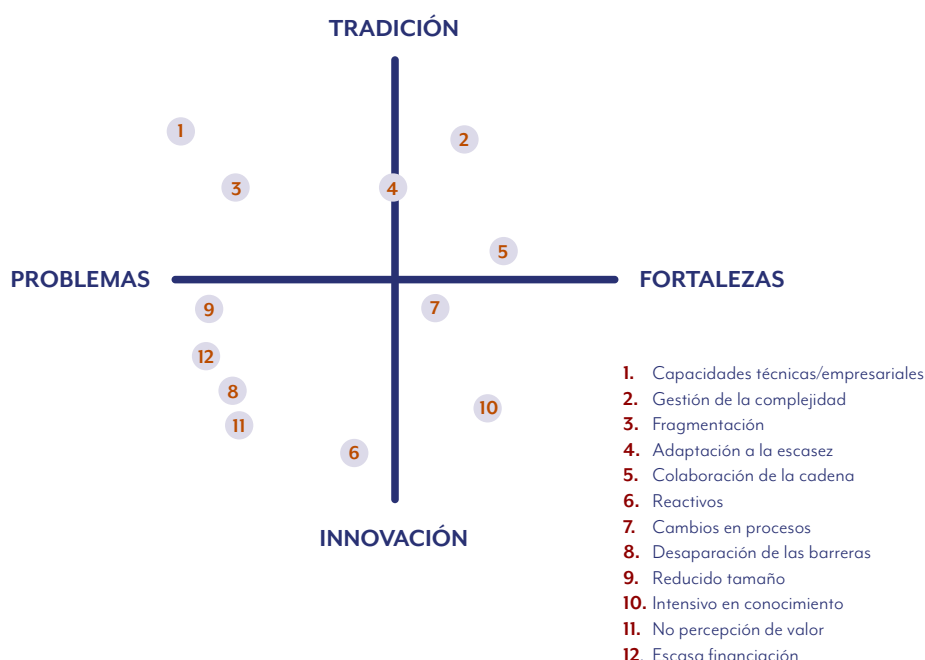 TRADICIÓN
1
2
3
4
5
PROBLEMAS
FORTALEZAS
9
7
12
8
10
11
6
INNOVACIÓN
1. Capacidades técnicas/empresariales
2. Gestión de la complejidad
3. Fragmentación
4. Adaptación a la escasez
5. Colaboración de la cadena
6. Reactivos
7. Cambios en procesos
8. Desaparación de las barreras
9. Reducido tamaño
10. Intensivo en conocimiento
11. No percepción de valor
12. Escasa financiación